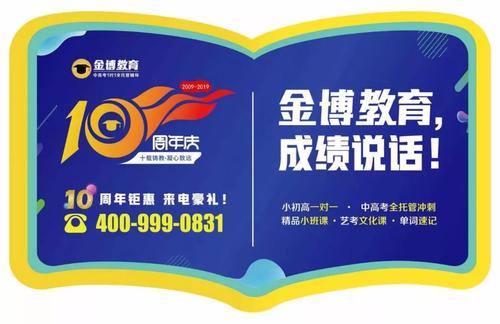 金博教育
中高考1对1全托管辅导
2009-2019
10
周年庆
十载铸教·凝心致远
10周年钜惠 来电豪礼!
400-999-0831
金博教育,
成绩说话!
小初高一对一 · 中高考全托管冲刺
精品小班课 · 艺考文化课 · 单词速记